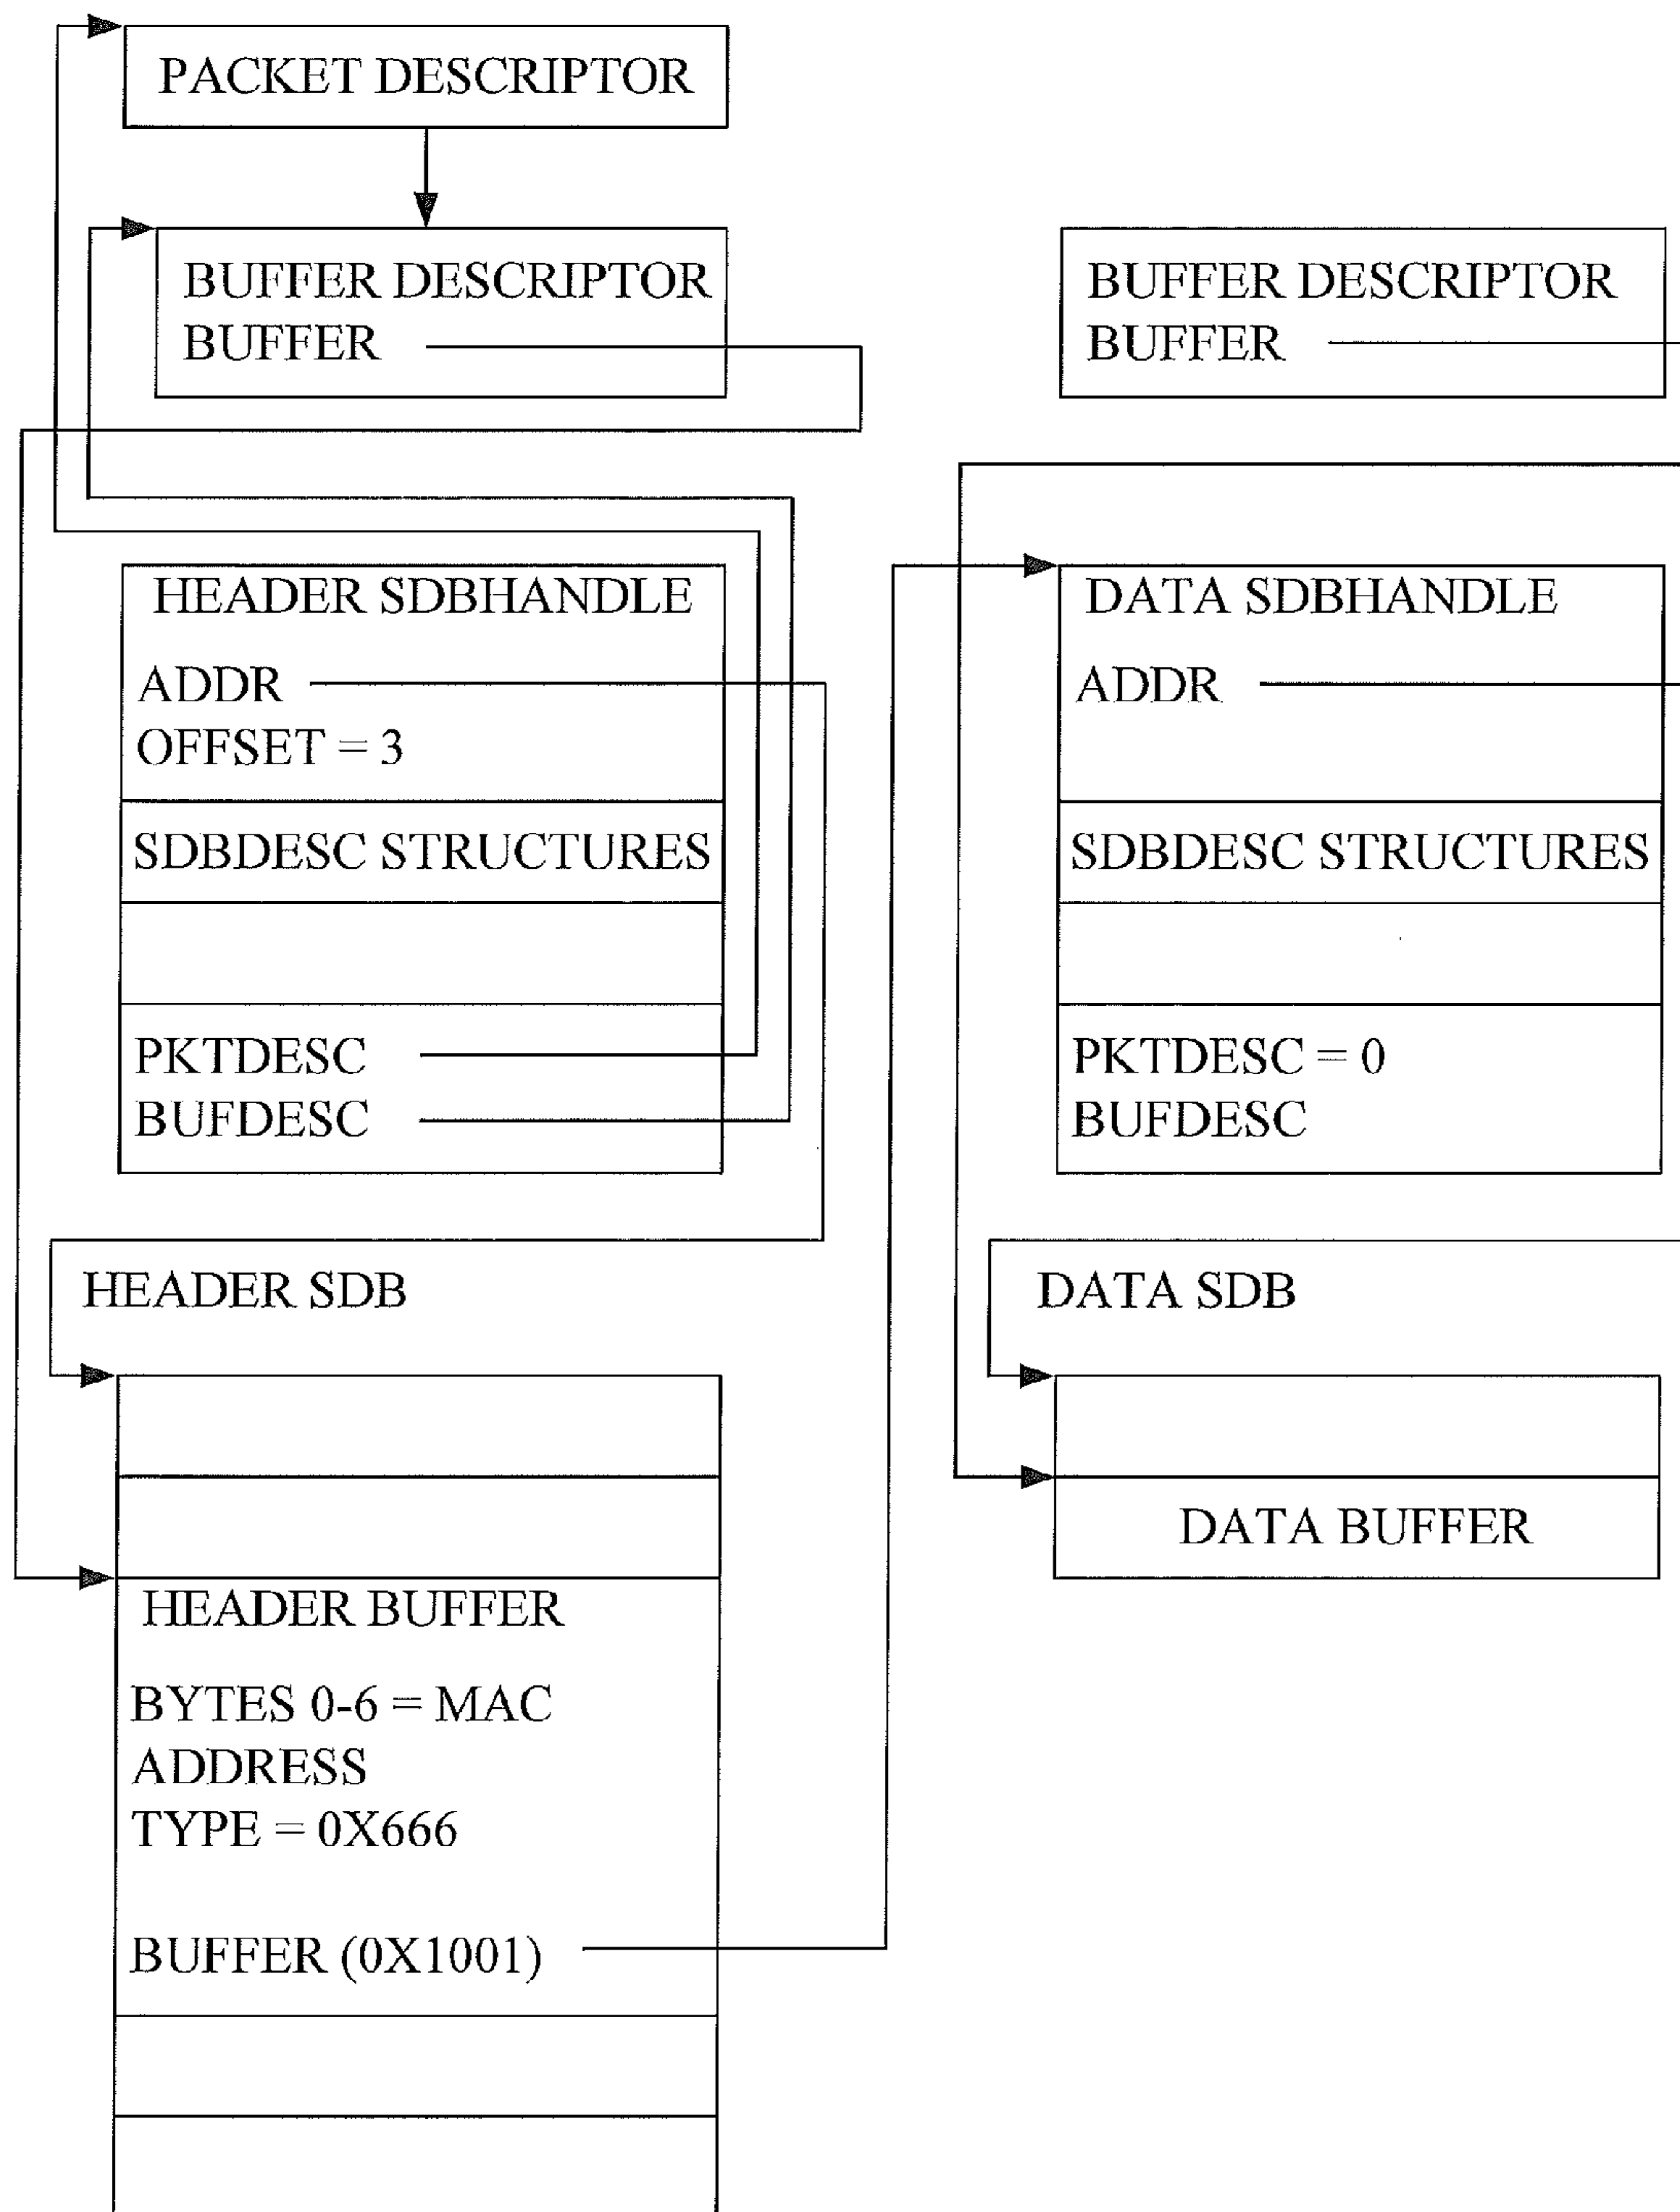 PACKET DESCRIPTOR
BUFFER DESCRIPTOR
BUFFER
BUFFER DESCRIPTOR
BUFFER
HEADER SDBHANDLE
ADDR
OFFSET = 3
SDBDESC STRUCTURES
PKTDESC
BUFDESC
DATA SDBHANDLE
ADDR
SDBDESC STRUCTURES
PKTDESC = 0
BUFDESC
HEADER SDB
DATA SDB
HEADER BUFFER
BYTES 0-6 = MAC
ADDRESS
TYPE = 0X666
BUFFER (0X1001)
DATA BUFFER